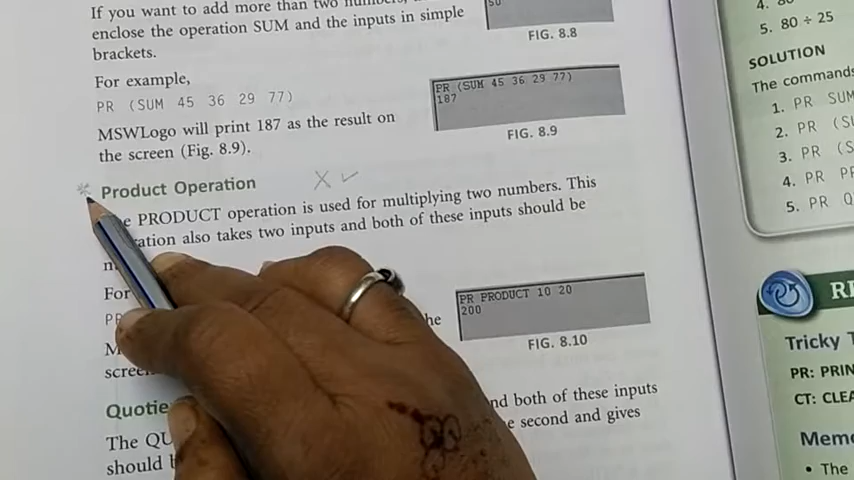 If you want to add more than two numbers,
enclose the operation SUM and the inputs in simple
brackets.
50
FIG. 8.8
For example,
PR (SUM 45 36 29 77)
PR (SUM 45 36 29 77)
187
MSWLogo will print 187 as the result on
the screen (Fig. 8.9).
FIG. 8.9
* Product Operation X ✓
PRODUCT operation is used for multiplying two numbers. This
also takes two inputs and both of these inputs should be
For
PR PRODUCT 10 20
200
the
FIG. 8.10
and both of these inputs
second and gives
The
should
5. 80 ÷ 25
SOLUTION
The commands
1. PR SUM
2. PR (S
3. PR (S
4. PR PR
5. PR Q
Tricky T
PR: PRIN
CT: CLEA
• The